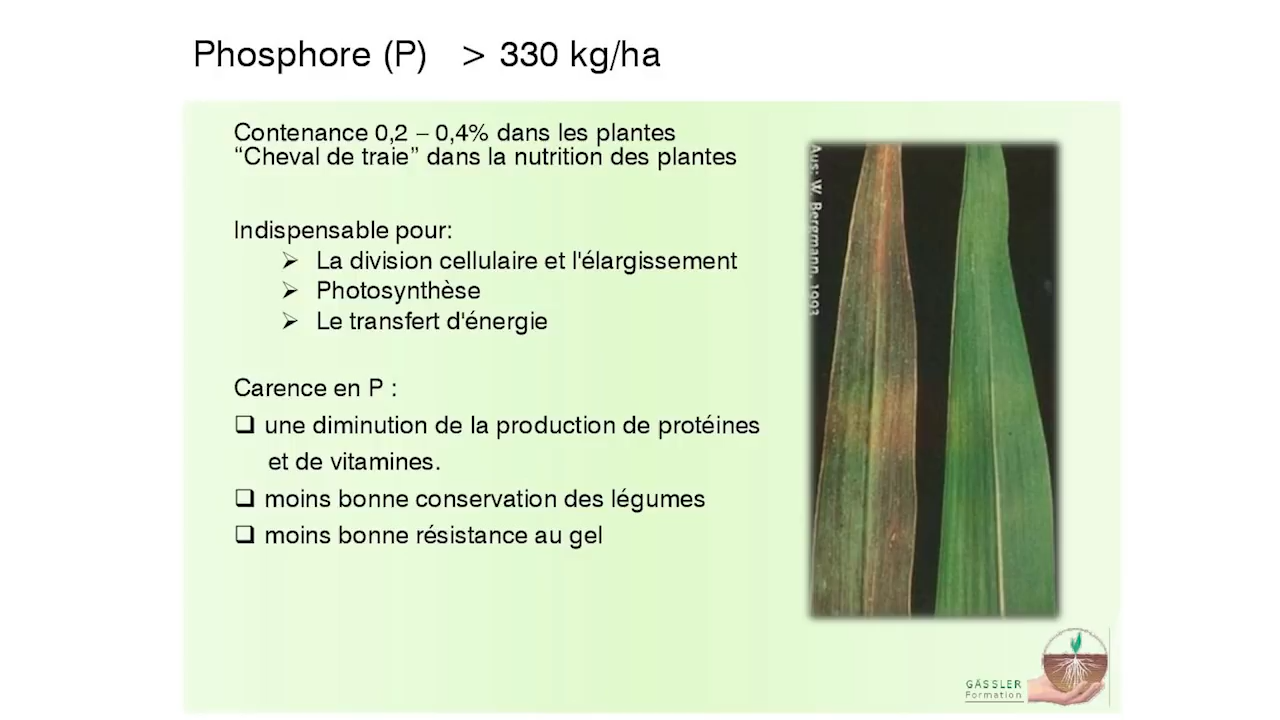 Phosphore (P) > 330 kg/ha
Contenance 0,2 – 0,4% dans les plantes
“Cheval de traie” dans la nutrition des plantes
Indispensable pour:
➢ La division cellulaire et l'élargissement
➢ Photosynthèse
➢ Le transfert d'énergie
Carence en P :
❑ une diminution de la production de protéines
et de vitamines.
❑ moins bonne conservation des légumes
❑ moins bonne résistance au gel
Aus: W. Bergmann, 1993
GÄSSLER
Formation